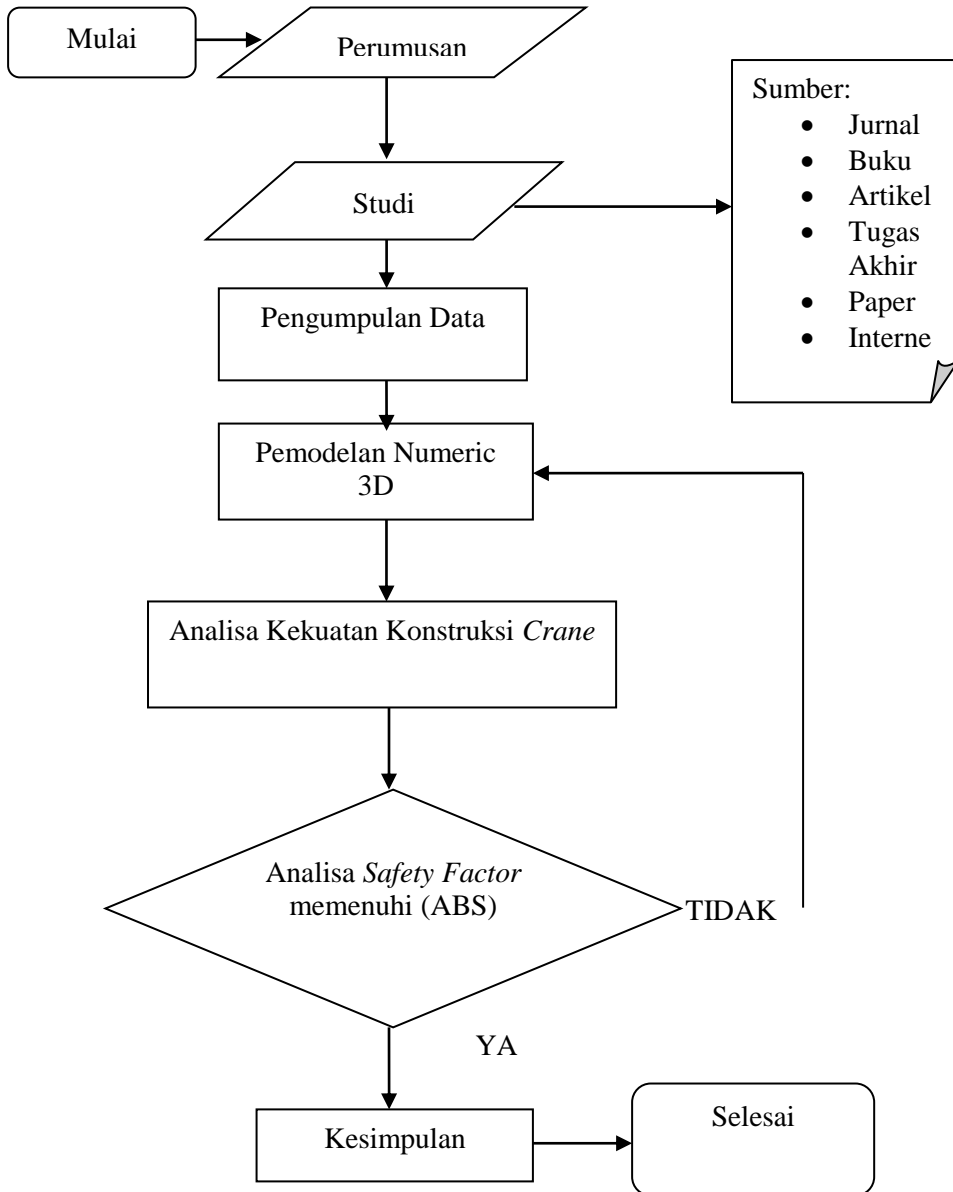 Mulai
Perumusan
Sumber:
• Jurnal
• Buku
• Artikel
• Tugas
Akhir
• Paper
• Interne
Studi
Pengumpulan Data
Pemodelan Numeric
3D
Analisa Kekuatan Konstruksi Crane
Analisa Safety Factor
memenuhi (ABS)
TIDAK
YA
Kesimpulan
Selesai